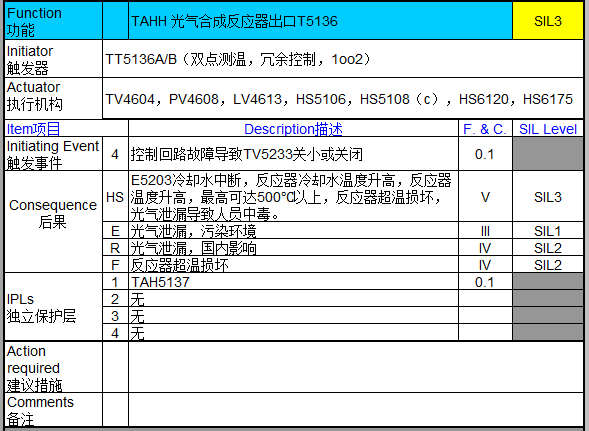 Function
功能
TAHH 光气合成反应器出口T5136
SIL3
Initiator
触发器
TT5136A/B（双点测温，冗余控制，1oo2）
Actuator
执行机构
TV4604，PV4608，LV4613，HS5106，HS5108（c），HS6120，HS6175
Item项目
Description描述
F. & C.
SIL Level
Initiating Event
触发事件
4
控制回路故障导致TV5233关小或关闭
0.1
Consequence
后果
HS
E5203冷却水中断，反应器冷却水温度升高，反应器
温度升高，最高可达500℃以上，反应器超温损坏，
光气泄漏导致人员中毒。
V
SIL3
E
光气泄漏，污染环境
III
SIL1
R
光气泄漏，国内影响
IV
SIL2
F
反应器超温损坏
IV
SIL2
IPLs
独立保护层
1
TAH5137
0.1
2
无
3
无
4
无
Action
required
建议措施
Comments
备注